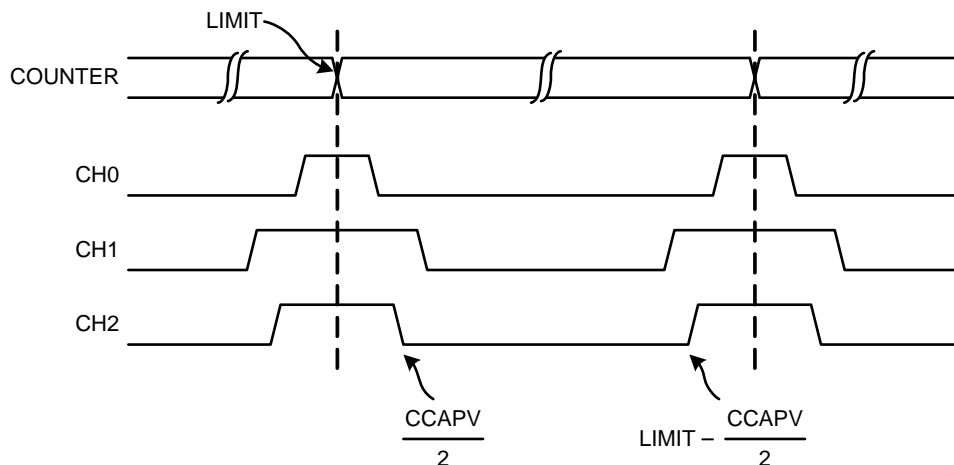 LIMIT
COUNTER
CH0
CH1
CH2
CCAPV
2
LIMIT – CCAPV
2